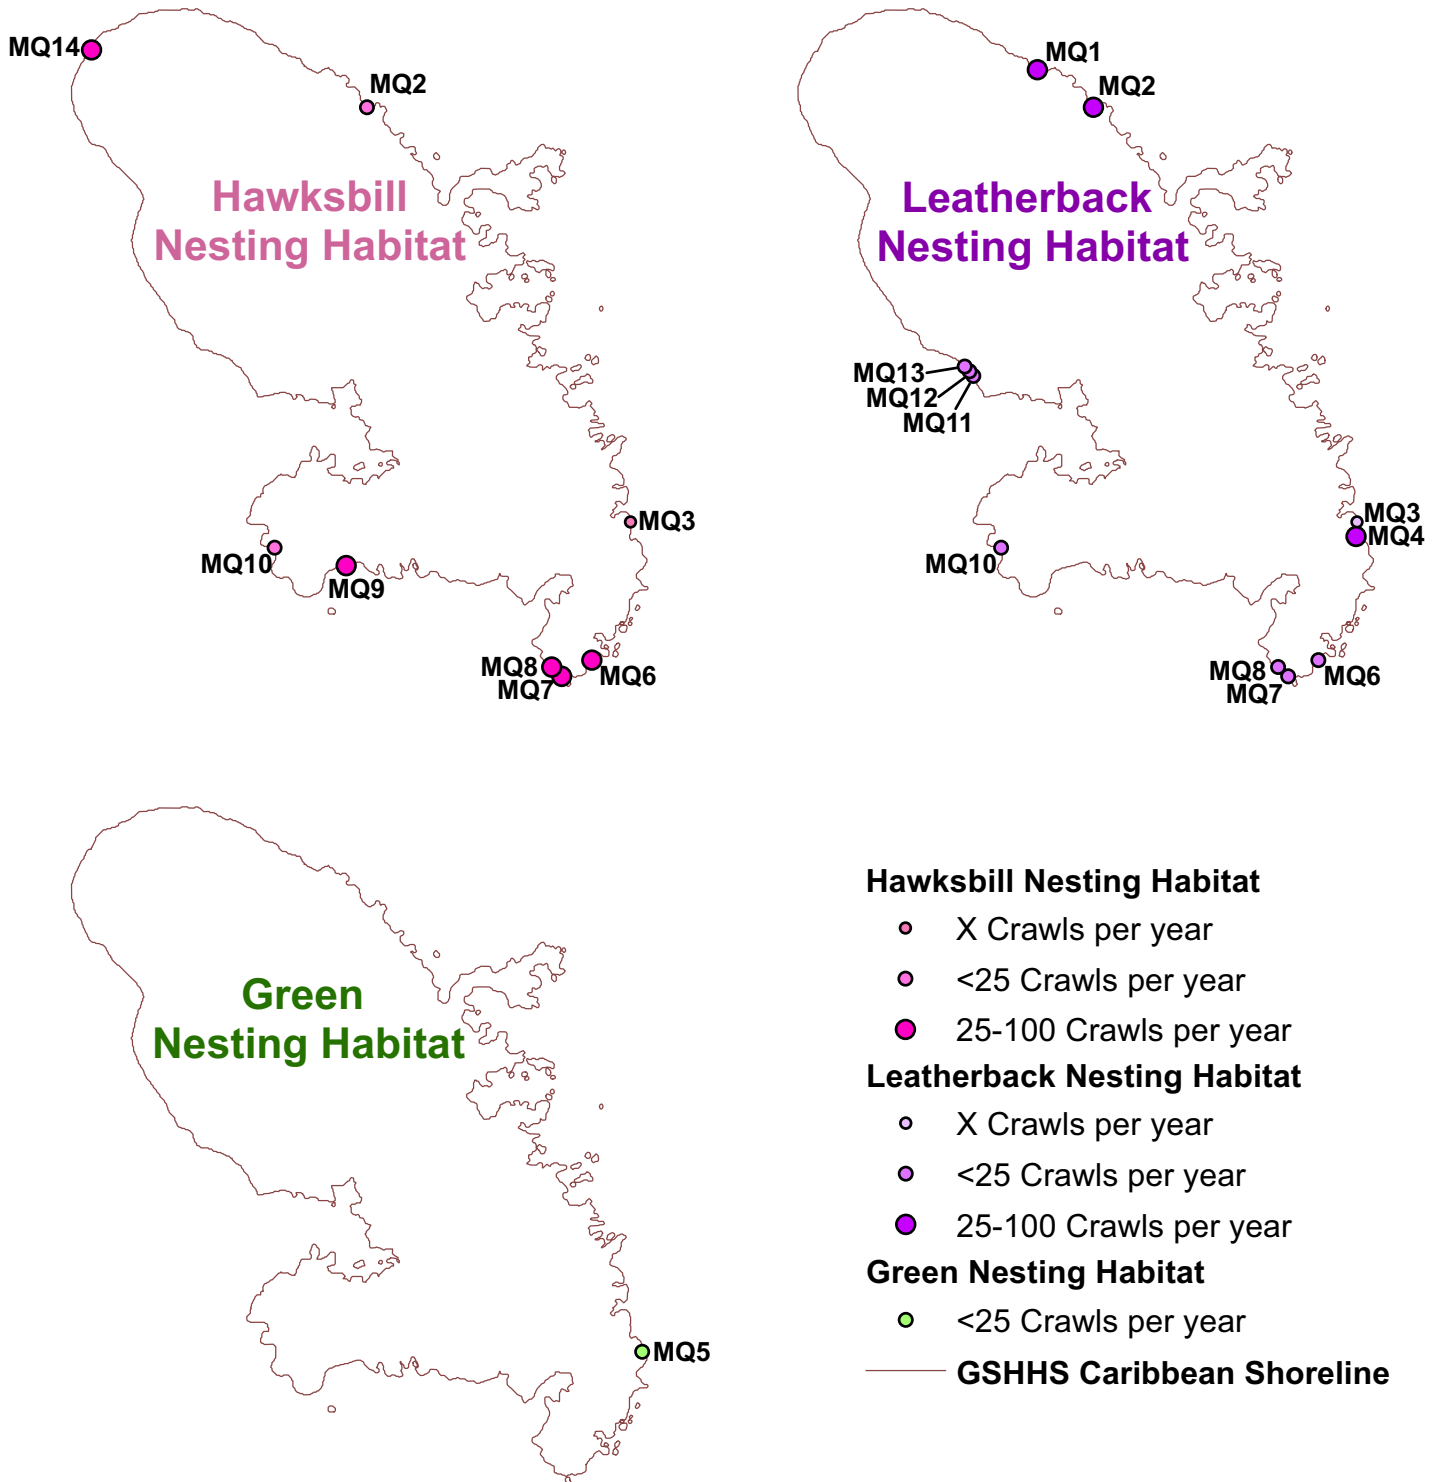 MQ14
MQ2
Hawksbill
Nesting Habitat
MQ3
MQ10
MQ9
MQ8
MQ7
MQ6
MQ1
MQ2
Leatherback
Nesting Habitat
MQ13
MQ12
MQ11
MQ3
MQ4
MQ10
MQ8
MQ7
MQ6
Green
Nesting Habitat
MQ5
Hawksbill Nesting Habitat
X Crawls per year
<25 Crawls per year
25-100 Crawls per year
Leatherback Nesting Habitat
X Crawls per year
<25 Crawls per year
25-100 Crawls per year
Green Nesting Habitat
<25 Crawls per year
GSHHS Caribbean Shoreline